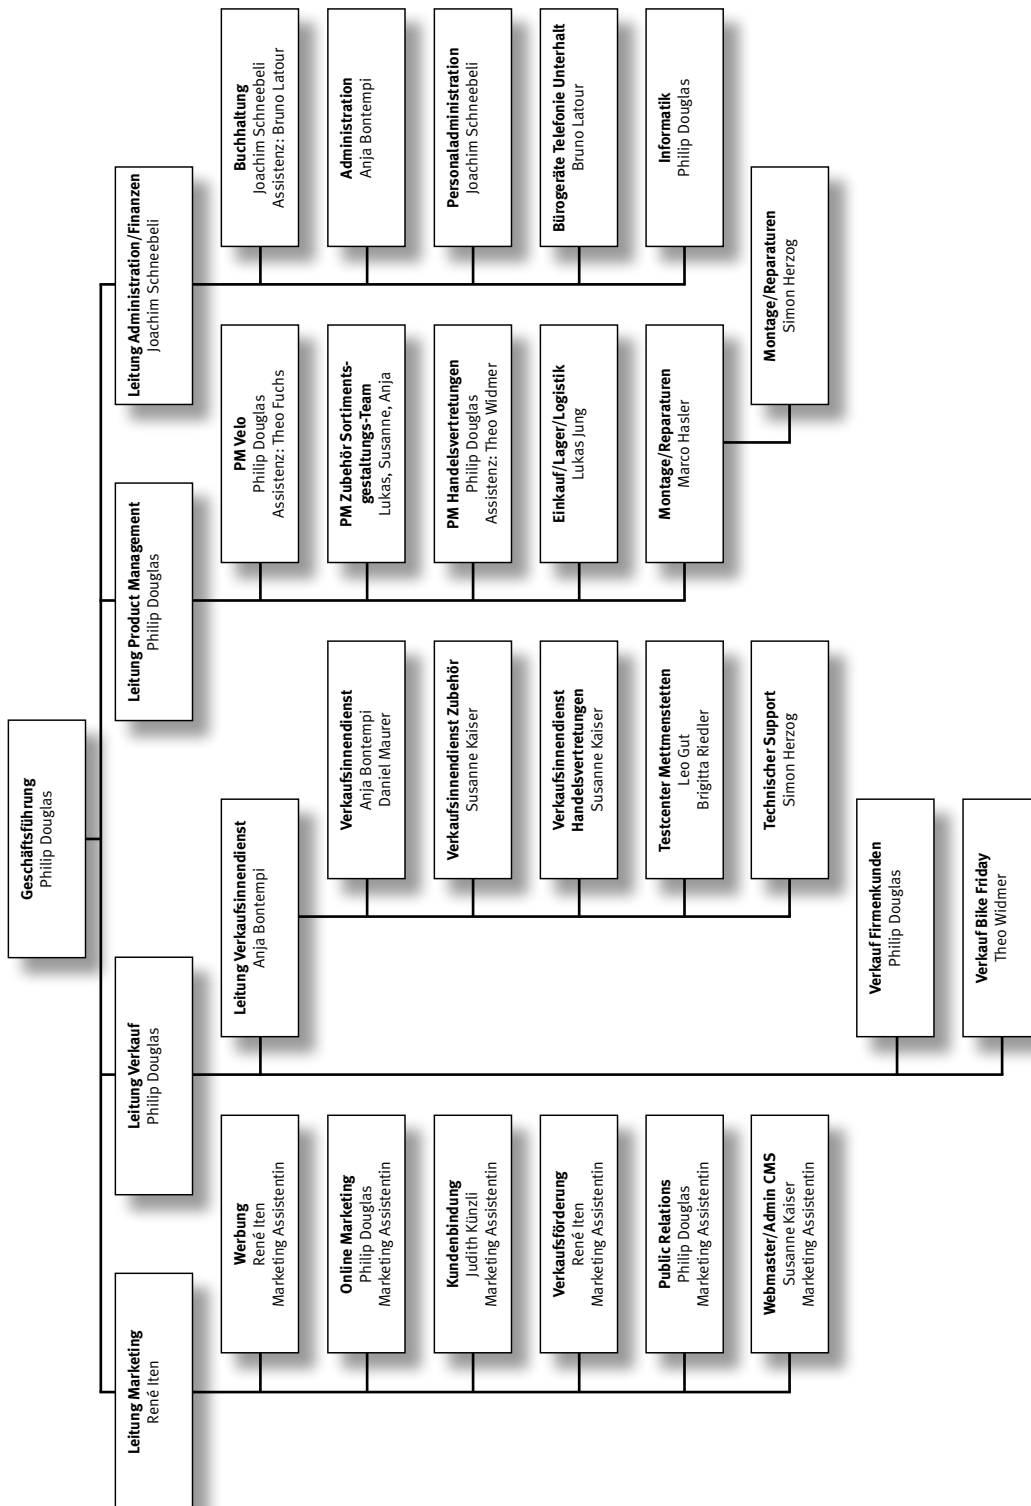 Geschäftsführung
Philip Douglas
Leitung Marketing
René Iten
Werbung
René Iten
Marketing Assistentin
Online Marketing
Philip Douglas
Marketing Assistentin
Kundenbindung
Judith Künzli
Marketing Assistentin
Verkaufsförderung
René Iten
Marketing Assistentin
Public Relations
Philip Douglas
Marketing Assistentin
Webmaster/Admin CMS
Susanne Kaiser
Marketing Assistentin
Leitung Verkauf
Philip Douglas
Leitung Verkaufsinnendienst
Anja Bontempi
Verkaufsinnendienst
Anja Bontempi
Daniel Maurer
Verkaufsinnendienst Zubehör
Susanne Kaiser
Verkaufsinnendienst
Handelsvertretungen
Susanne Kaiser
Testcenter Mettmenstetten
Leo Gut
Brigitta Riedler
Technischer Support
Simon Herzog
Verkauf Firmenkunden
Philip Douglas
Verkauf Bike Friday
Theo Widmer
Leitung Product Management
Philip Douglas
PM Velo
Philip Douglas
Assistenz: Theo Fuchs
PM Zubehör Sortiments-
gestaltungs-Team
Lukas, Susanne, Anja
PM Handelsvertretungen
Philip Douglas
Assistenz: Theo Widmer
Einkauf/Lager/Logistik
Lukas Jung
Montage/Reparaturen
Marco Hasler
Montage/Reparaturen
Simon Herzog
Leitung Administration/Finanzen
Joachim Schneebeli
Buchhaltung
Joachim Schneebeli
Assistenz: Bruno Latour
Administration
Anja Bontempi
Personaladministration
Joachim Schneebeli
Bürogeräte Telefonie Unterhalt
Bruno Latour
Informatik
Philip Douglas